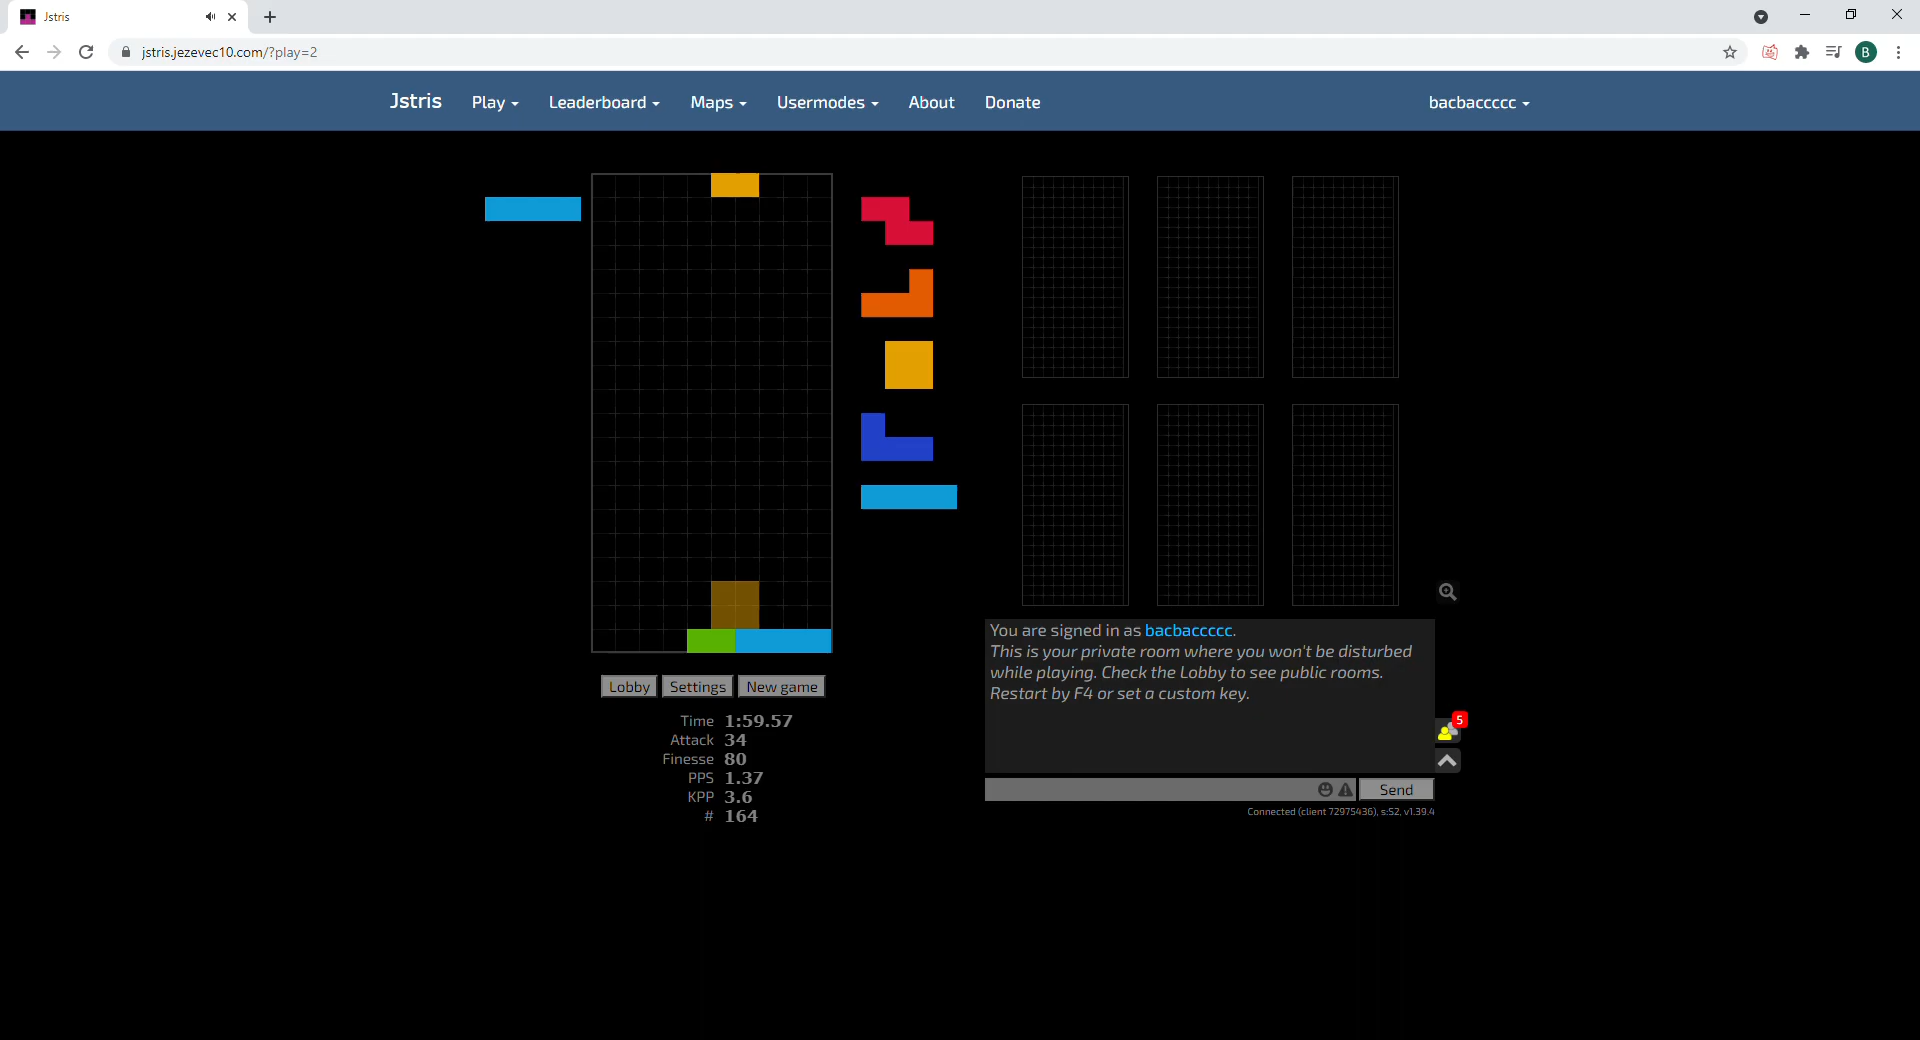 Jstris
jstris.jezevec10.com/?play=2
B
Jstris Play Leaderboard Maps Usermodes About Donate bacbaccccc
Lobby Settings New game
Time 1:59.57
Attack 34
Finesse 80
PPS 1.37
KPP 3.6
# 164
You are signed in as bacbaccccc.
This is your private room where you won't be disturbed
while playing. Check the Lobby to see public rooms.
Restart by F4 or set a custom key.
5
Send
Connected (client 72975436), s:52, v1.39.4